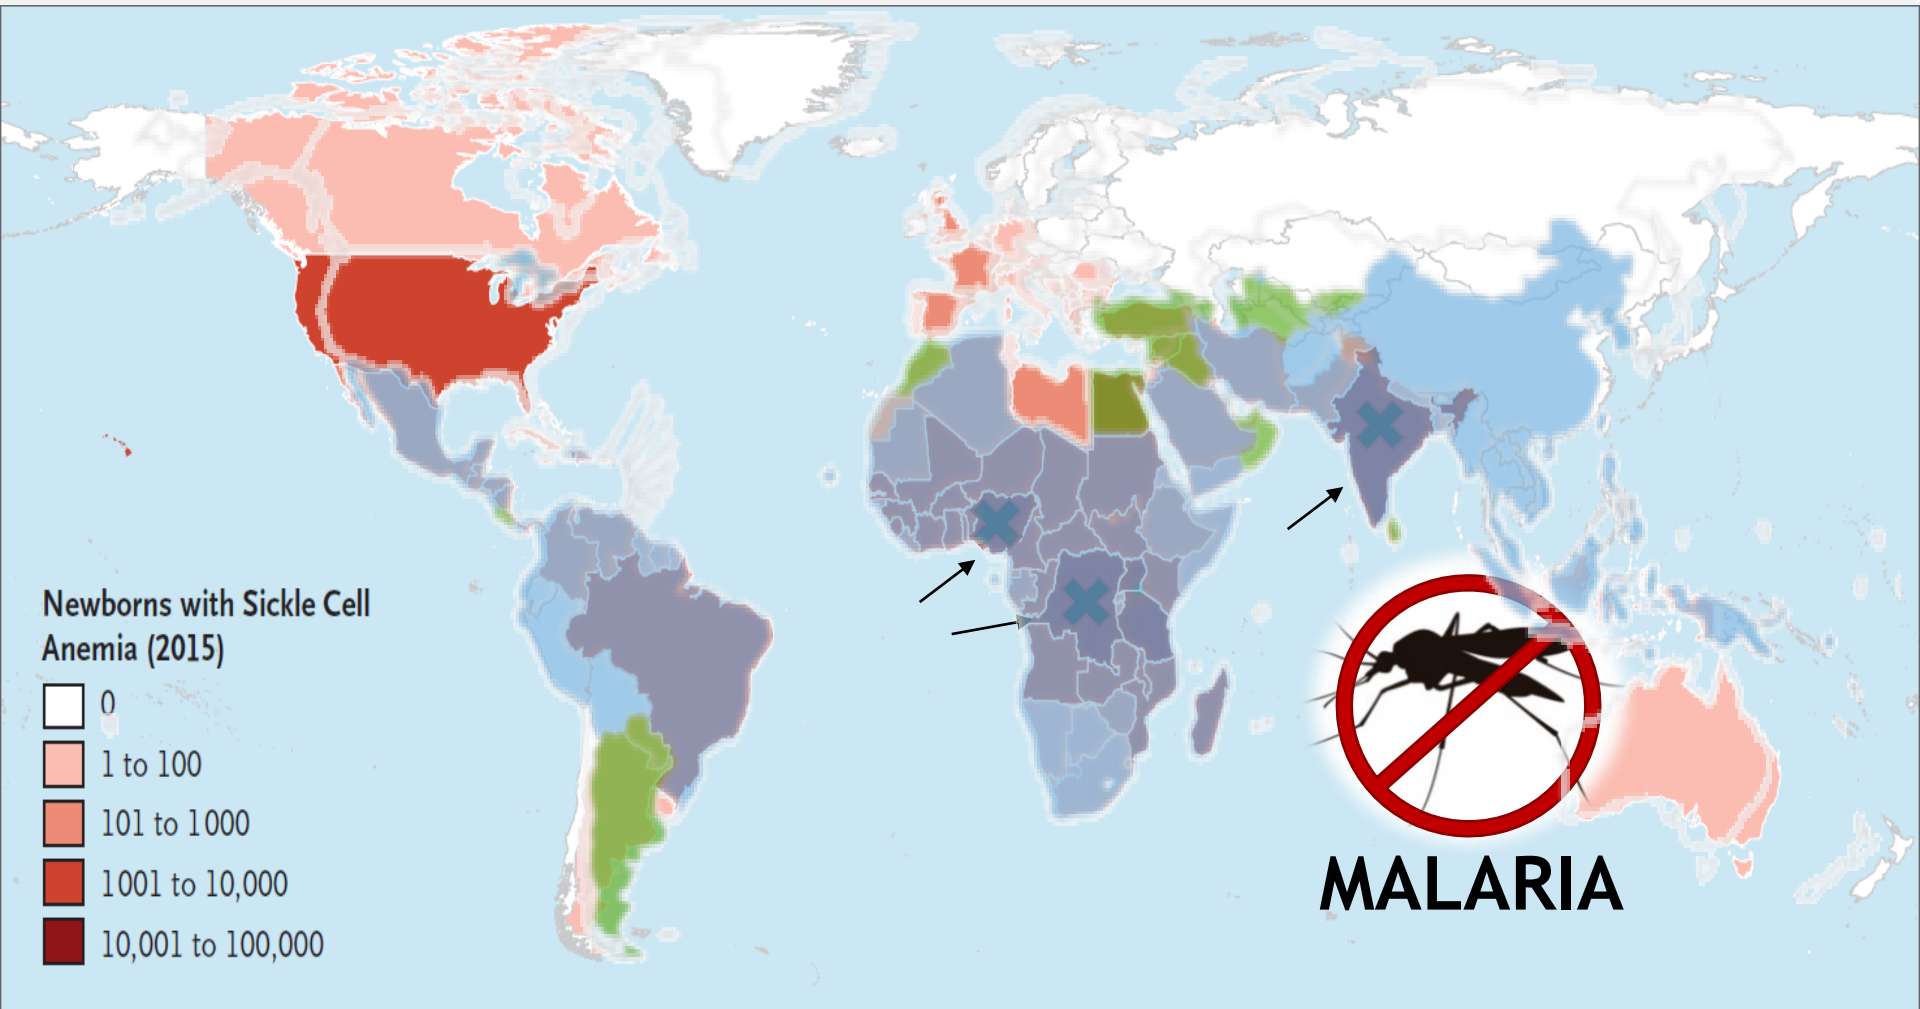 Newborns with Sickle Cell
Anemia (2015)
0
1 to 100
101 to 1000
1001 to 10,000
10,001 to 100,000
MALARIA